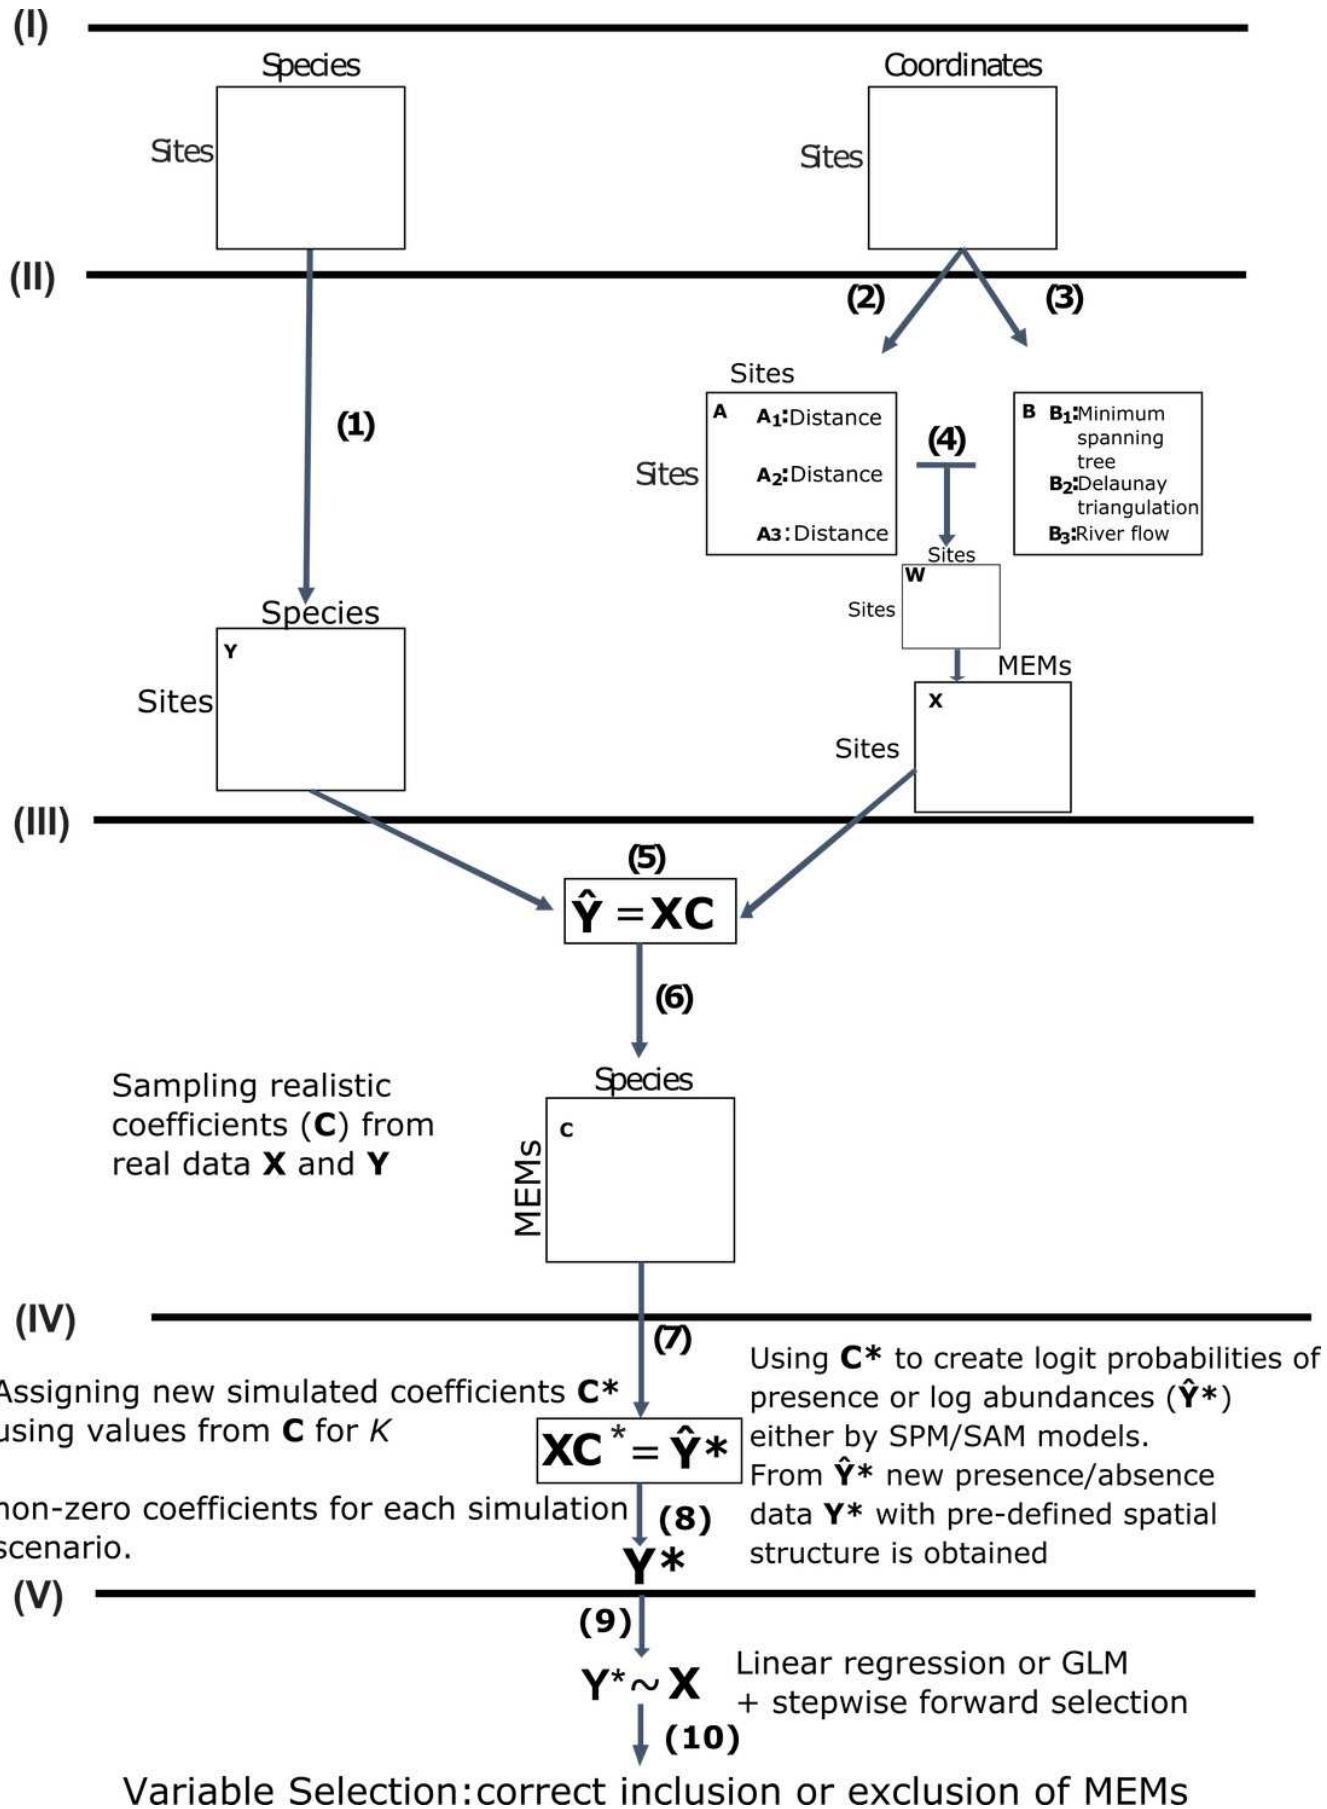 (I)
Species
Coordinates
Sites
Sites
(II)
(2)
(3)
(1)
Sites
Sites
A A1:Distance
A2:Distance
A3:Distance
(4)
B B1:Minimum
spanning
tree
B2:Delaunay
triangulation
B3:River flow
Sites
W
Sites
MEMs
X
Sites
Species
Y
Sites
(III)
(5)
Ŷ = XC
(6)
Species
C
MEMs
Sampling realistic
coefficients (C) from
real data X and Y
(IV)
(7)
Assigning new simulated coefficients C*
using values from C for K
non-zero coefficients for each simulation
scenario.
XC * = Ŷ*
Using C* to create logit probabilities of
presence or log abundances (Ŷ*)
either by SPM/SAM models.
From Ŷ* new presence/absence
data Y* with pre-defined spatial
structure is obtained
(8)
Y*
(V)
(9)
Y* ~ X
Linear regression or GLM
+ stepwise forward selection
(10)
Variable Selection:correct inclusion or exclusion of MEMs